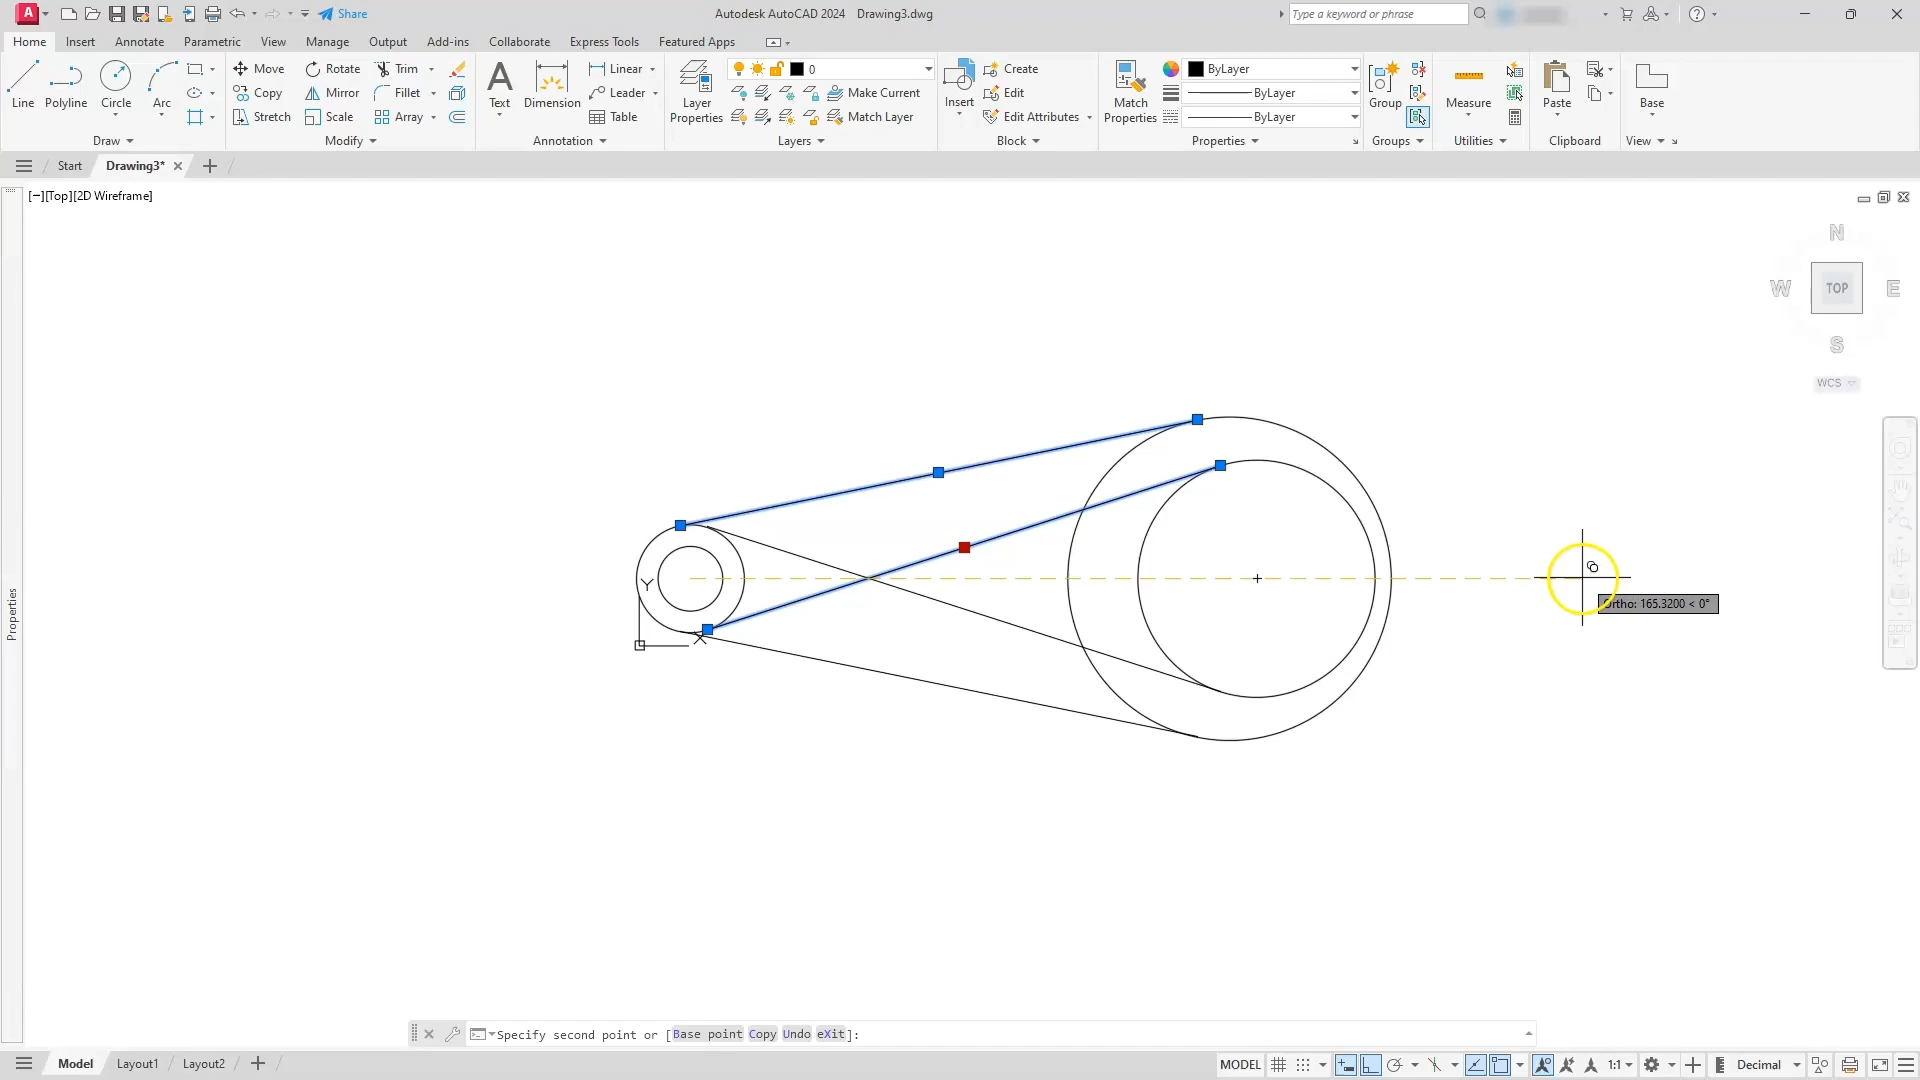 A Share Autodesk AutoCAD 2024 Drawing3.dwg Type a keyword or phrase
Home Insert Annotate Parametric View Manage Output Add-ins Collaborate Express Tools Featured Apps
Line Polyline Circle Arc
Move Rotate Trim
Copy Mirror Fillet
Stretch Scale Array
Text Dimension
Linear
Leader
Table
Layer Properties
0
Make Current
Match Layer
Insert
Create
Edit
Edit Attributes
Match Properties
ByLayer
ByLayer
ByLayer
Group
Measure
Paste
Base
Draw Modify Annotation Layers Block Properties Groups Utilities Clipboard View
Start Drawing3*
[−][Top][2D Wireframe]
N
W TOP E
S
WCS
Y
X
Ortho: 165.3200 < 0°
Properties
Specify second point or [Base point Copy Undo eXit]:
Model Layout1 Layout2
MODEL 1:1 Decimal